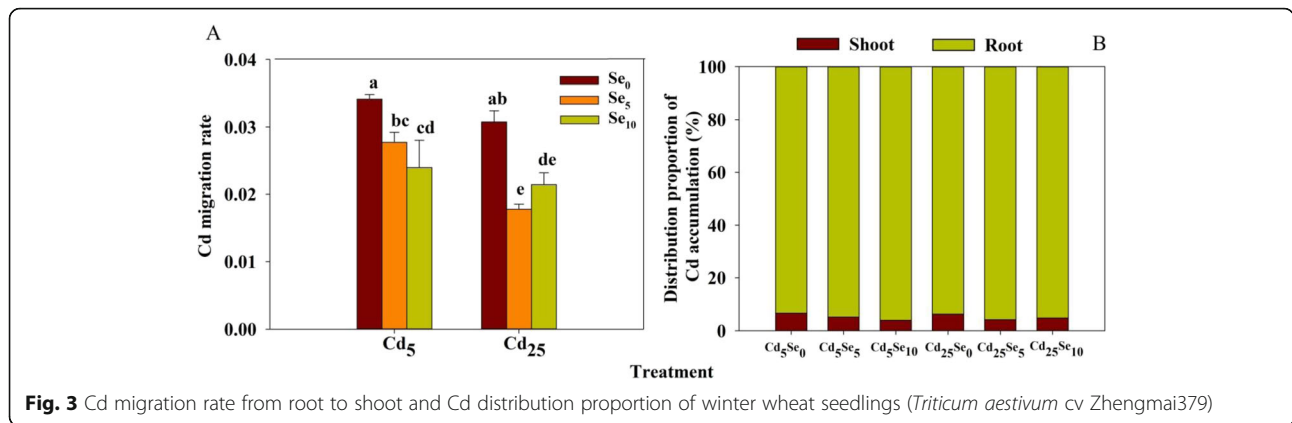 A
0.04
0.03
0.02
0.01
0.00
Cd migration rate
a
bc
cd
ab
e
de
Se0
Se5
Se10
Cd5
Cd25
Shoot
Root
B
100
80
60
40
20
0
Distribution proportion of
Cd accumulation (%)
Cd5Se0
Cd5Se5
Cd5Se10
Cd25Se0
Cd25Se5
Cd25Se10
Treatment
Fig. 3 Cd migration rate from root to shoot and Cd distribution proportion of winter wheat seedlings (Triticum aestivum cv Zhengmai379)